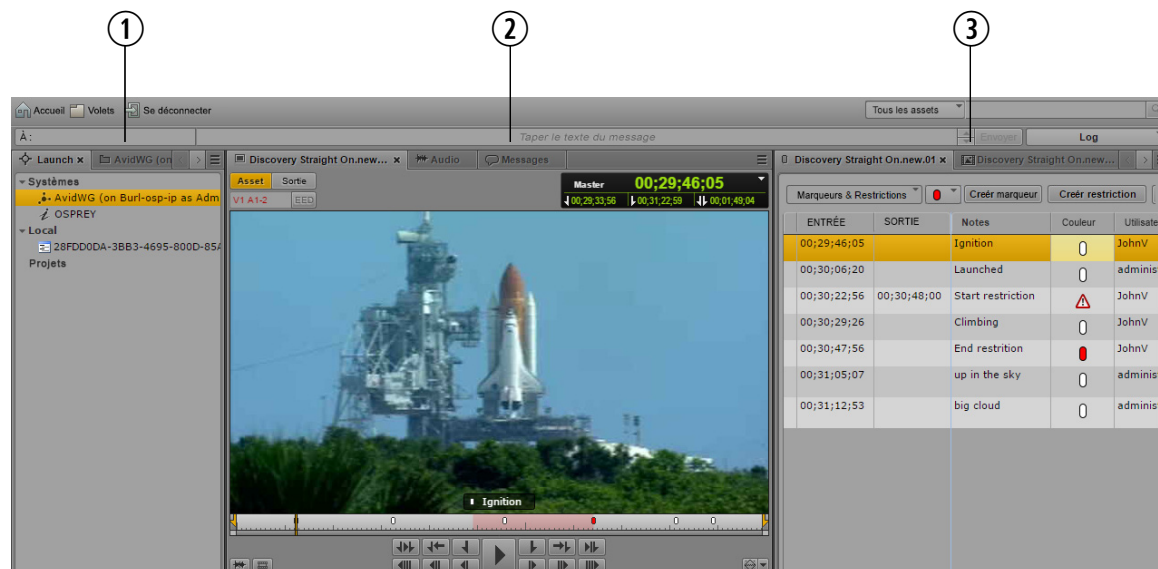 1 2 3
Accueil Volets Se déconnecter Tous les assets
À : Taper le texte du message Envoyer Log
Launch x AvidWG (on
Systèmes
AvidWG (on Burl-osp-ip as Adm
OSPREY
Local
28FDD0DA-3BB3-4695-800D-85A
Projets
Discovery Straight On.new... x Audio Messages
Asset Sortie
V1 A1-2 EED
Master 00;29;46;05
00;29;33;56 00;31;22;59 00;01;49;04
Ignition
Discovery Straight On.new.01 x Discovery Straight On.new...
Marqueurs & Restrictions Creér marqueur Creér restriction
ENTRÉE SORTIE Notes Couleur Utilisate
00;29;46;05 Ignition JohnV
00;30;06;20 Launched adminis
00;30;22;56 00;30;48;00 Start restriction JohnV
00;30;29;26 Climbing JohnV
00;30;47;56 End restrition JohnV
00;31;05;07 up in the sky adminis
00;31;12;53 big cloud adminis